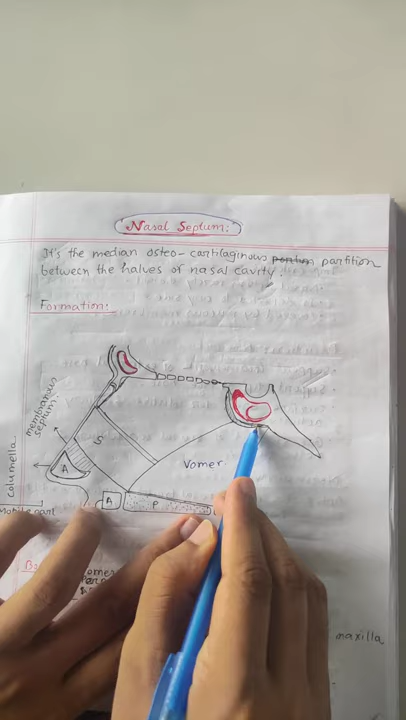 Nasal Septum:
It's the median osteo-cartilaginous portion partition
between the halves of nasal cavity.
Formation:
membranous
septum.
columella
S
A
Vomer
A
P
Mobile part
maxilla